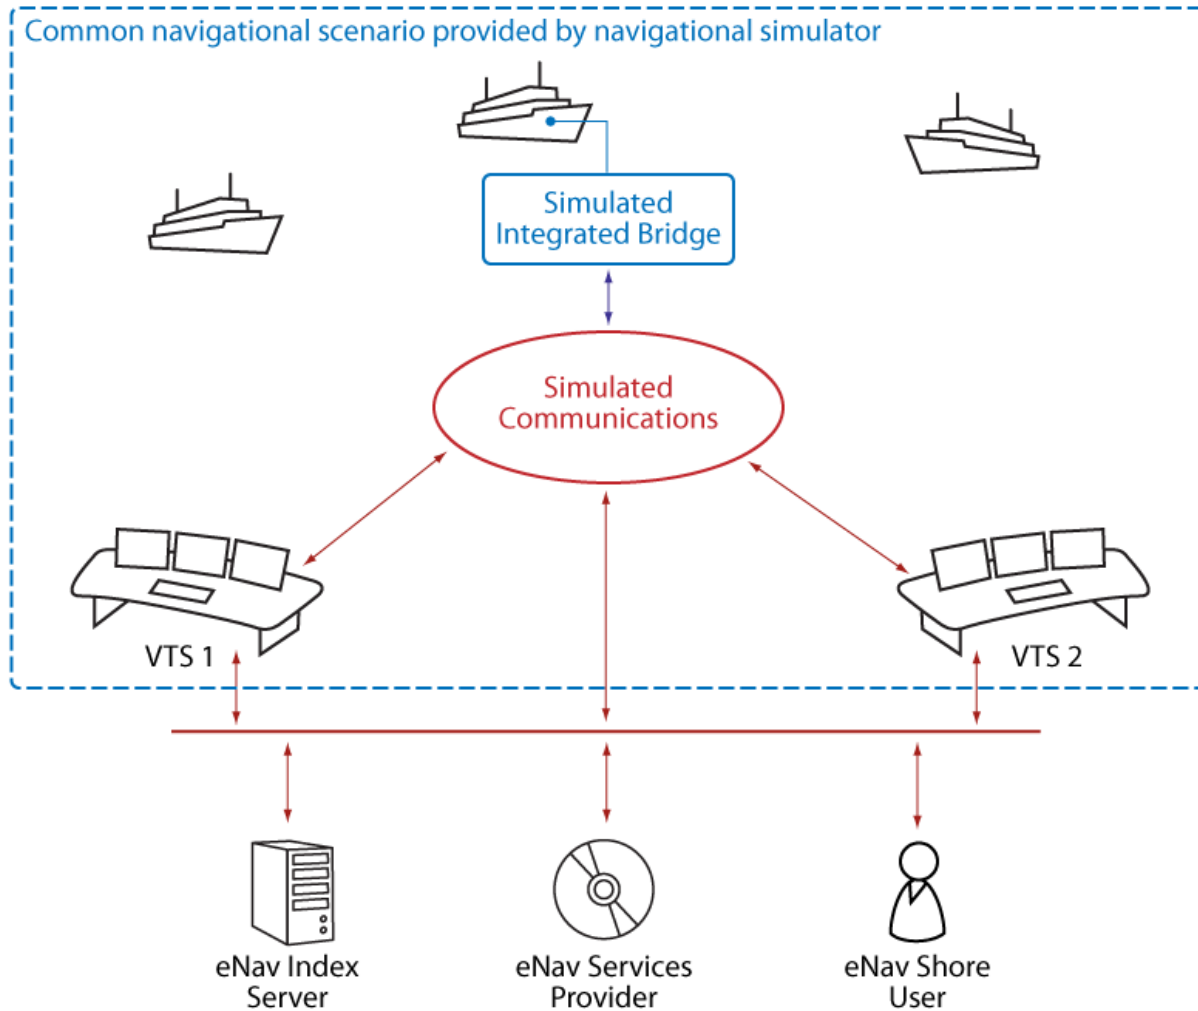 Common navigational scenario provided by navigational simulator
Simulated
Integrated Bridge
Simulated
Communications
VTS 1
VTS 2
eNav Index
Server
eNav Services
Provider
eNav Shore
User